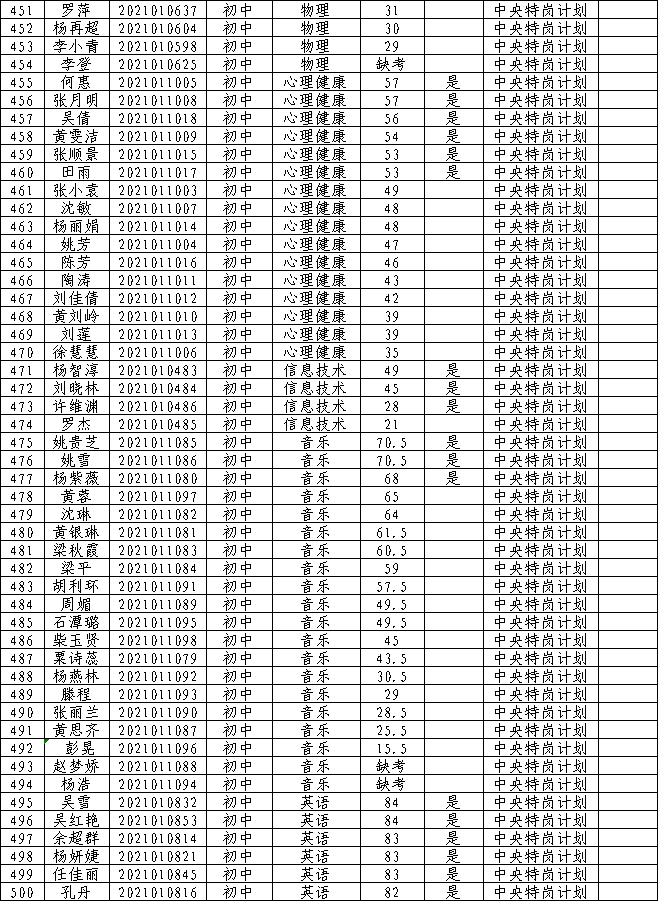 451 罗萍 2021010637 初中 物理 31 中央特岗计划
452 杨再超 2021010604 初中 物理 30 中央特岗计划
453 李小青 2021010598 初中 物理 29 中央特岗计划
454 李登 2021010625 初中 物理 缺考 中央特岗计划
455 何惠 2021011005 初中 心理健康 57 是 中央特岗计划
456 张月明 2021011008 初中 心理健康 57 是 中央特岗计划
457 吴倩 2021011018 初中 心理健康 56 是 中央特岗计划
458 黄雯洁 2021011009 初中 心理健康 54 是 中央特岗计划
459 张顺景 2021011015 初中 心理健康 53 是 中央特岗计划
460 田雨 2021011017 初中 心理健康 53 是 中央特岗计划
461 张小袁 2021011003 初中 心理健康 49 中央特岗计划
462 沈敏 2021011007 初中 心理健康 48 中央特岗计划
463 杨丽娟 2021011014 初中 心理健康 48 中央特岗计划
464 姚芳 2021011004 初中 心理健康 47 中央特岗计划
465 陈芳 2021011016 初中 心理健康 46 中央特岗计划
466 陶涛 2021011011 初中 心理健康 43 中央特岗计划
467 刘佳倩 2021011012 初中 心理健康 42 中央特岗计划
468 黄刘岭 2021011010 初中 心理健康 39 中央特岗计划
469 刘莲 2021011013 初中 心理健康 39 中央特岗计划
470 徐慧慧 2021011006 初中 心理健康 35 中央特岗计划
471 杨智淳 2021010483 初中 信息技术 49 是 中央特岗计划
472 刘晓林 2021010484 初中 信息技术 45 是 中央特岗计划
473 许维渊 2021010486 初中 信息技术 28 是 中央特岗计划
474 罗杰 2021010485 初中 信息技术 21 中央特岗计划
475 姚贵芝 2021011085 初中 音乐 70.5 是 中央特岗计划
476 姚雪 2021011086 初中 音乐 70.5 是 中央特岗计划
477 杨紫薇 2021011080 初中 音乐 68 是 中央特岗计划
478 黄蓉 2021011097 初中 音乐 65 中央特岗计划
479 沈琳 2021011082 初中 音乐 64 中央特岗计划
480 黄银琳 2021011081 初中 音乐 61.5 中央特岗计划
481 梁秋霞 2021011083 初中 音乐 60.5 中央特岗计划
482 梁平 2021011084 初中 音乐 59 中央特岗计划
483 胡利环 2021011091 初中 音乐 57.5 中央特岗计划
484 周媚 2021011089 初中 音乐 49.5 中央特岗计划
485 石潭璐 2021011095 初中 音乐 49.5 中央特岗计划
486 柴玉贤 2021011098 初中 音乐 45 中央特岗计划
487 粟诗蕊 2021011079 初中 音乐 43.5 中央特岗计划
488 杨燕林 2021011092 初中 音乐 30.5 中央特岗计划
489 滕程 2021011093 初中 音乐 29 中央特岗计划
490 张丽兰 2021011090 初中 音乐 28.5 中央特岗计划
491 黄思齐 2021011087 初中 音乐 25.5 中央特岗计划
492 彭晃 2021011096 初中 音乐 15.5 中央特岗计划
493 赵梦娇 2021011088 初中 音乐 缺考 中央特岗计划
494 杨浩 2021011094 初中 音乐 缺考 中央特岗计划
495 吴雪 2021010832 初中 英语 84 是 中央特岗计划
496 吴红艳 2021010853 初中 英语 84 是 中央特岗计划
497 余超群 2021010814 初中 英语 83 是 中央特岗计划
498 杨妍婕 2021010821 初中 英语 83 是 中央特岗计划
499 任佳丽 2021010845 初中 英语 83 是 中央特岗计划
500 孔丹 2021010816 初中 英语 82 是 中央特岗计划